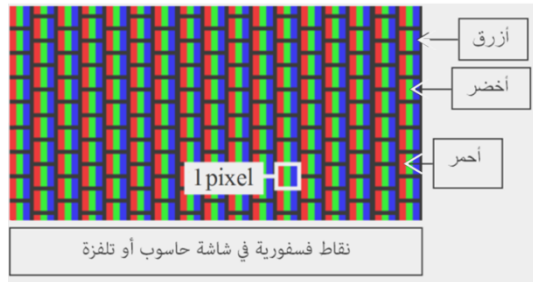 أزرق
أخضر
أحمر
1pixel
نقاط فسفورية في شاشة حاسوب أو تلفزة